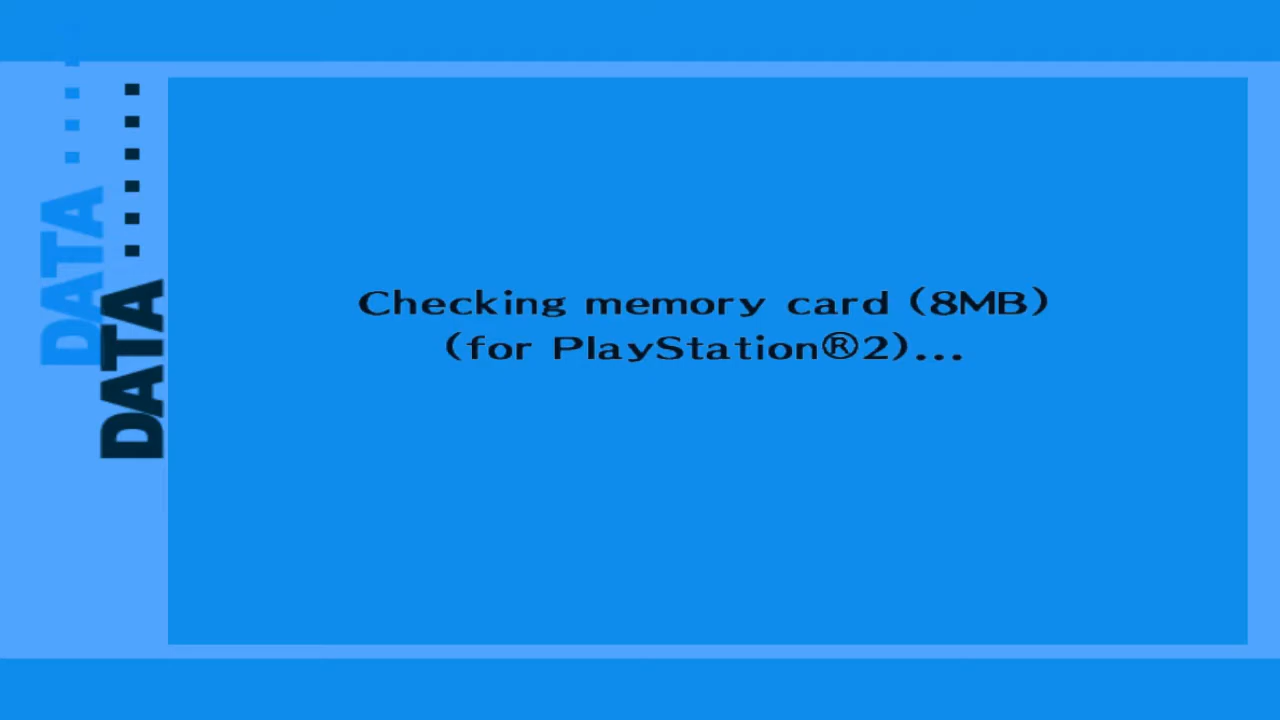 DATA ......
DATA ....
Checking memory card (8MB)
(for PlayStation®2)...